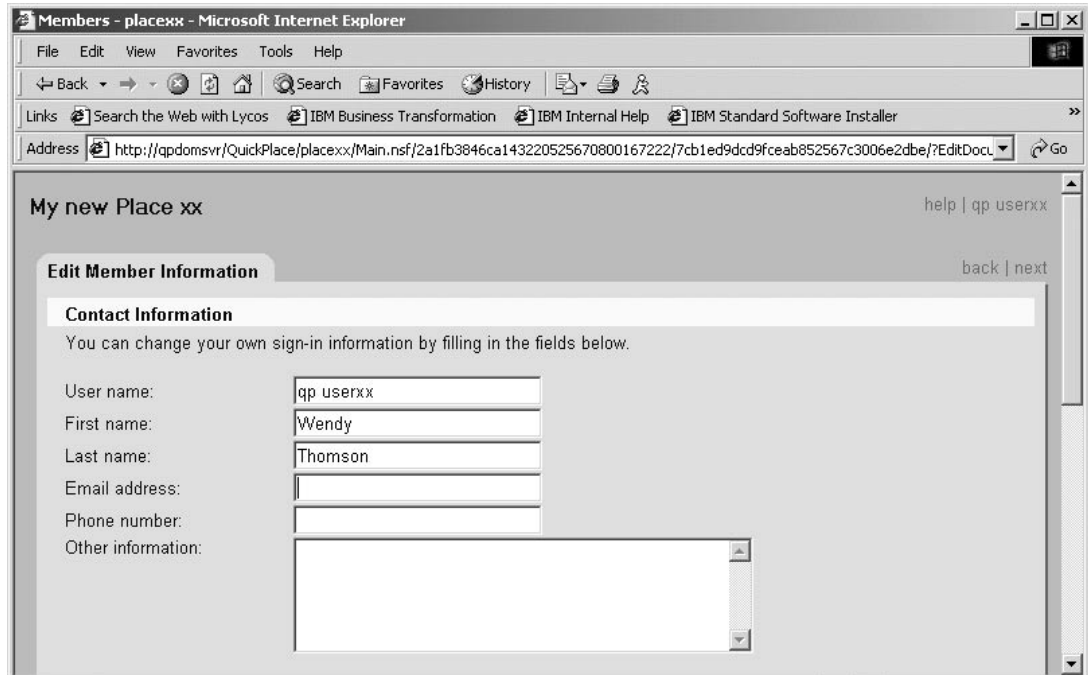 Members - placexx - Microsoft Internet Explorer
File Edit View Favorites Tools Help
Back Search Favorites History
Links Search the Web with Lycos IBM Business Transformation IBM Internal Help IBM Standard Software Installer »
Address http://qpdomsvr/QuickPlace/placexx/Main.nsf/2a1fb3846ca143220525670800167222/7cb1ed9dcd9fceab852567c3006e2dbe/?EditDocu Go
My new Place xx help | qp userxx
Edit Member Information back | next
Contact Information
You can change your own sign-in information by filling in the fields below.
User name: qp userxx
First name: Wendy
Last name: Thomson
Email address:
Phone number:
Other information: